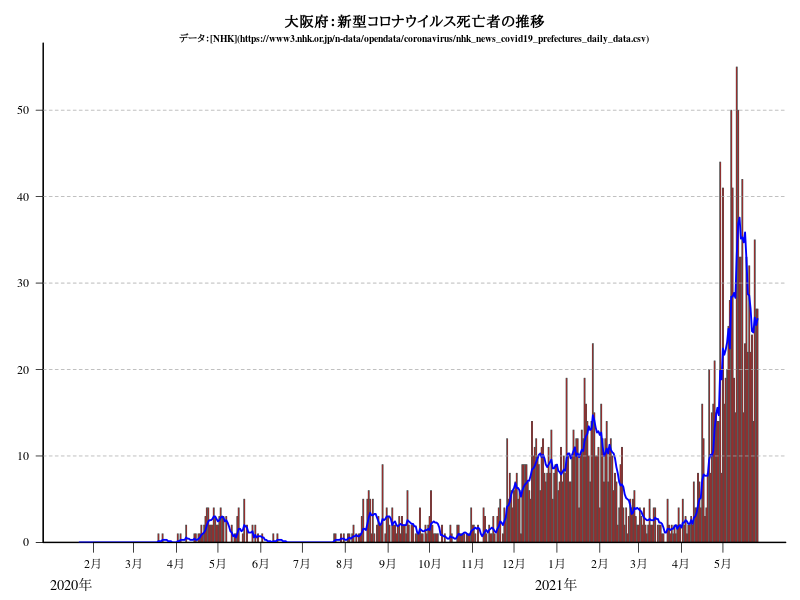 大阪府：新型コロナウイルス死亡者の推移
データ：[NHK](https://www3.nhk.or.jp/n-data/opendata/coronavirus/nhk_news_covid19_prefectures_daily_data.csv)
50
40
30
20
10
0
2月 3月 4月 5月 6月 7月 8月 9月 10月 11月 12月 1月 2月 3月 4月 5月
2020年 2021年